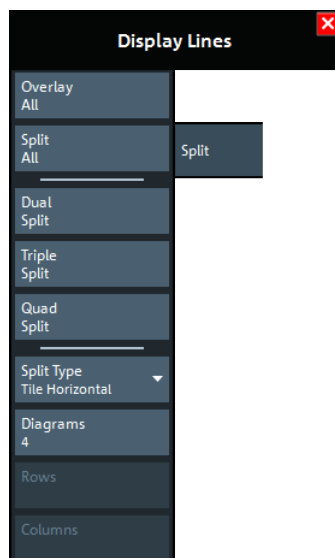 Display Lines
Overlay
All
Split
All
Split
Dual
Split
Triple
Split
Quad
Split
Split Type
Tile Horizontal
Diagrams
4
Rows
Columns